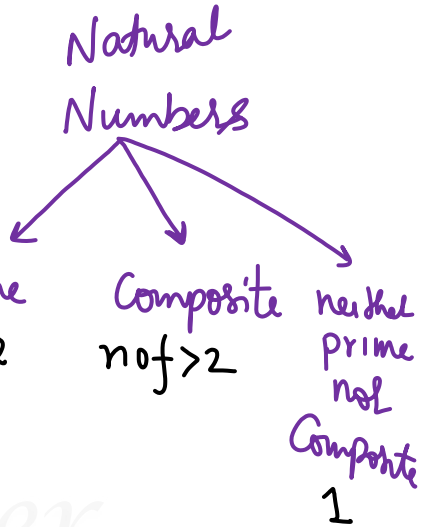 Natural
Numbers
Composite
nof>2
neither
prime
nor
Composite
1